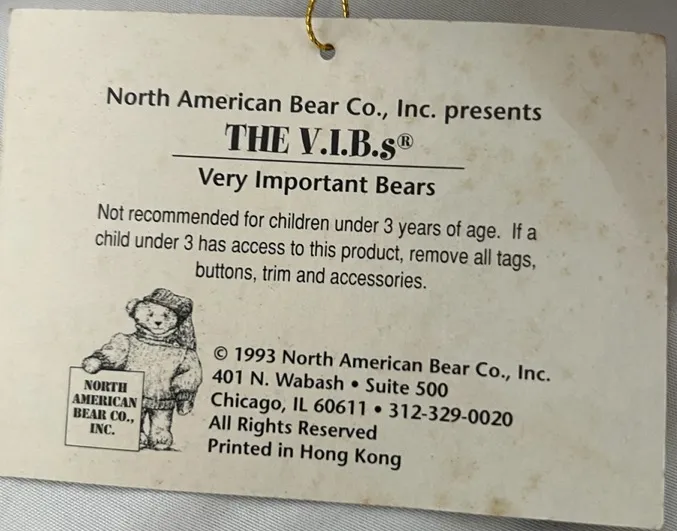 North American Bear Co., Inc. presents
THE V.I.B.s®
Very Important Bears
Not recommended for children under 3 years of age. If a
child under 3 has access to this product, remove all tags,
buttons, trim and accessories.
NORTH
AMERICAN
BEAR CO.,
INC.
© 1993 North American Bear Co., Inc.
401 N. Wabash • Suite 500
Chicago, IL 60611 • 312-329-0020
All Rights Reserved
Printed in Hong Kong